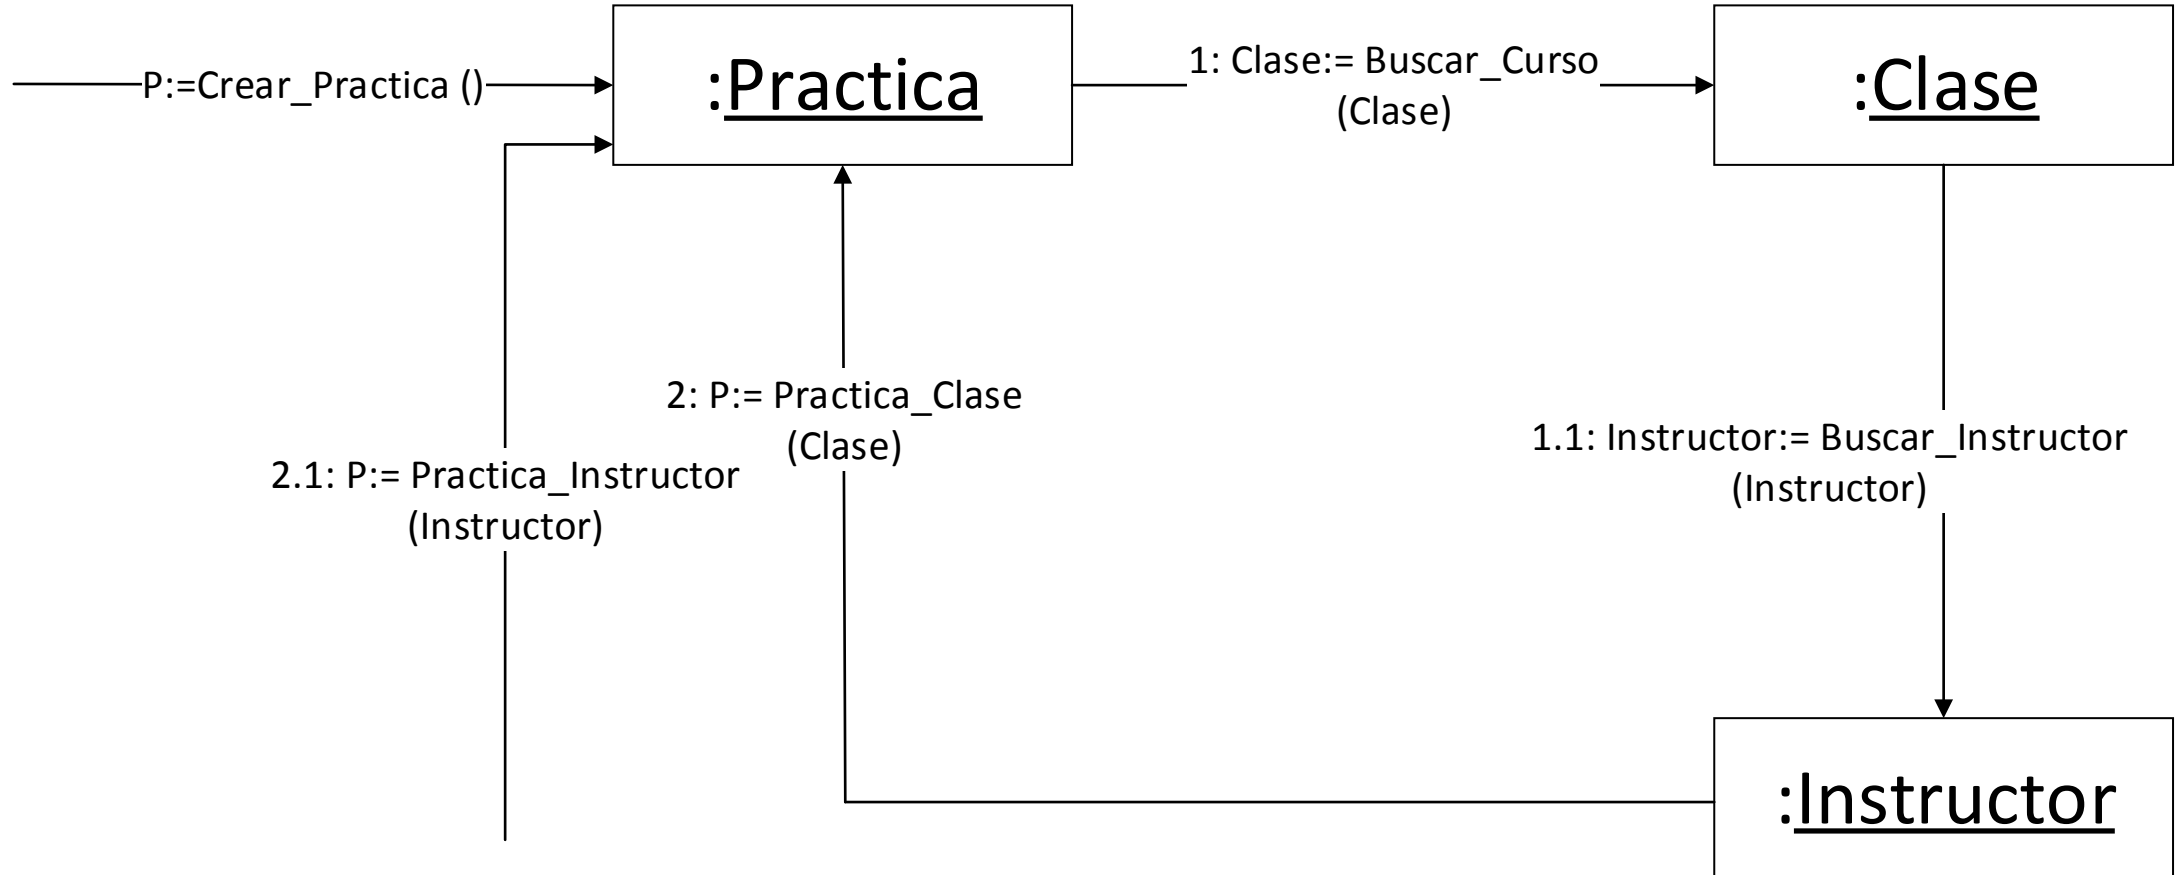 P:=Crear_Practica ()
:Practica
1: Clase:= Buscar_Curso
(Clase)
:Clase
2: P:= Practica_Clase
(Clase)
2.1: P:= Practica_Instructor
(Instructor)
1.1: Instructor:= Buscar_Instructor
(Instructor)
:Instructor